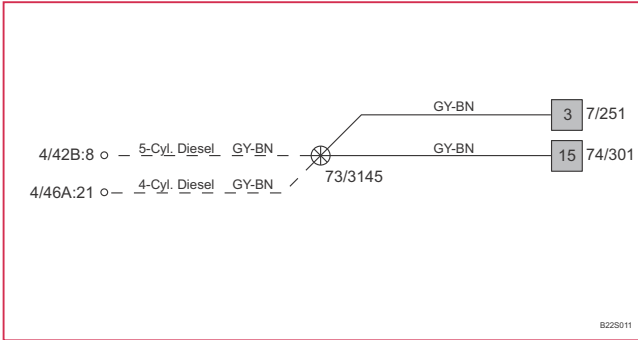 GY-BN 3 7/251
4/42B:8 5-Cyl. Diesel GY-BN GY-BN 15 74/301
4/46A:21 4-Cyl. Diesel GY-BN 73/3145
B22S011